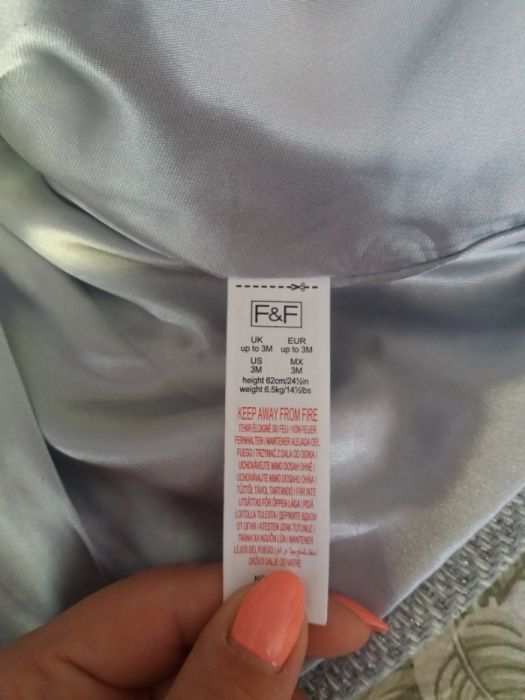 F&F
UK EUR
up to 3M up to 3M
US MX
3M 3M
height 62cm/24½in
weight 6.5kg/14½lbs
KEEP AWAY FROM FIRE
TENIR ÉLOIGNÉ DU FEU / VON FEUER
FERNHALTEN / MANTENER ALEJADA DEL
FUEGO / TRZYMAĆ Z DALA OD OGNIA /
UCHOVÁVEJTE MIMO DOSAH OHNĚ /
UCHOVÁVAJTE MIMO DOSAHU OHŇA /
TŰZTŐL TÁVOL TARTANDÓ / FÅR INTE
UTSÄTTAS FÖR ÖPPEN LÅGA / PIDÄ
LOITOLLA TULESTA / ДЕРЖИТЕ ВДАЛИ
ОТ ОГНЯ / ATEŞTEN UZAK TUTUNUZ /
TRÁNH XA NGUỒN LỬA / MANTENER
LEJOS DEL FUEGO /
DRŽATI DALJE OD VATRE